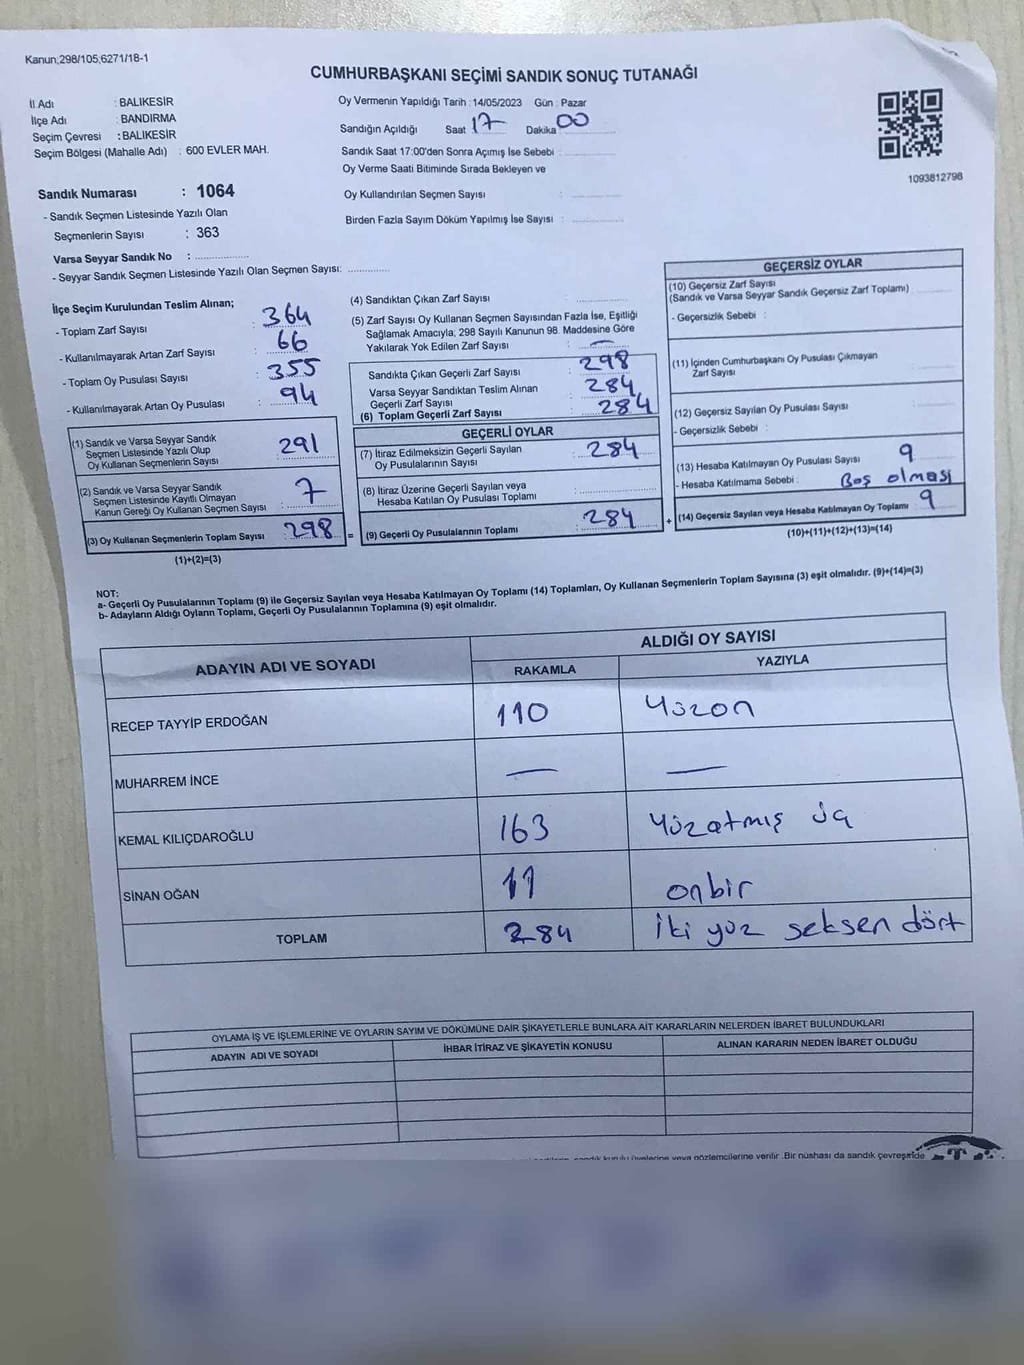 Kanun;298/105;6271/18-1
CUMHURBAŞKANI SEÇİMİ SANDIK SONUÇ TUTANAĞI
İl Adı : BALIKESİR
İlçe Adı : BANDIRMA
Seçim Çevresi : BALIKESİR
Seçim Bölgesi (Mahalle Adı) : 600 EVLER MAH.
Sandık Numarası : 1064
- Sandık Seçmen Listesinde Yazılı Olan
Seçmenlerin Sayısı : 363
Varsa Seyyar Sandık No :
- Seyyar Sandık Seçmen Listesinde Yazılı Olan Seçmen Sayısı:
Oy Vermenin Yapıldığı Tarih : 14/05/2023 Gün : Pazar
Sandığın Açıldığı Saat 17 Dakika 00
Sandık Saat 17:00'den Sonra Açımış İse Sebebi :
Oy Verme Saati Bitiminde Sırada Bekleyen ve
Oy Kullandırılan Seçmen Sayısı :
Birden Fazla Sayım Döküm Yapılmış İse Sayısı :
1093812798
İlçe Seçim Kurulundan Teslim Alınan;
- Toplam Zarf Sayısı : 364
- Kullanılmayarak Artan Zarf Sayısı : 66
- Toplam Oy Pusulası Sayısı : 355
- Kullanılmayarak Artan Oy Pusulası : 94
(1) Sandık ve Varsa Seyyar Sandık
Seçmen Listesinde Yazılı Olup
Oy Kullanan Seçmenlerin Sayısı : 291
(2) Sandık ve Varsa Seyyar Sandık
Seçmen Listesinde Kayıtlı Olmayan
Kanun Gereği Oy Kullanan Seçmen Sayısı : 7
(3) Oy Kullanan Seçmenlerin Toplam Sayısı : 298
(1)+(2)=(3)
(4) Sandıktan Çıkan Zarf Sayısı :
(5) Zarf Sayısı Oy Kullanan Seçmen Sayısından Fazla İse, Eşitliği
Sağlamak Amacıyla; 298 Sayılı Kanunun 98. Maddesine Göre
Yakılarak Yok Edilen Zarf Sayısı : —
Sandıkta Çıkan Geçerli Zarf Sayısı : 298
Varsa Seyyar Sandıktan Teslim Alınan
Geçerli Zarf Sayısı : 284
(6) Toplam Geçerli Zarf Sayısı : 284
GEÇERLİ OYLAR
(7) İtiraz Edilmeksizin Geçerli Sayılan
Oy Pusulalarının Sayısı : 284
(8) İtiraz Üzerine Geçerli Sayılan veya
Hesaba Katılan Oy Pusulası Toplamı :
= (9) Geçerli Oy Pusulalarının Toplamı : 284 +
GEÇERSİZ OYLAR
(10) Geçersiz Zarf Sayısı
(Sandık ve Varsa Seyyar Sandık Geçersiz Zarf Toplamı)
- Geçersizlik Sebebi :
(11) İçinden Cumhurbaşkanı Oy Pusulası Çıkmayan
Zarf Sayısı :
(12) Geçersiz Sayılan Oy Pusulası Sayısı :
- Geçersizlik Sebebi :
(13) Hesaba Katılmayan Oy Pusulası Sayısı : 9
- Hesaba Katılmama Sebebi : Boş olması
(14) Geçersiz Sayılan veya Hesaba Katılmayan Oy Toplamı : 9
(10)+(11)+(12)+(13)=(14)
NOT:
a- Geçerli Oy Pusulalarının Toplamı (9) ile Geçersiz Sayılan veya Hesaba Katılmayan Oy Toplamı (14) Toplamları, Oy Kullanan Seçmenlerin Toplam Sayısına (3) eşit olmalıdır. (9)+(14)=(3)
b- Adayların Aldığı Oyların Toplamı, Geçerli Oy Pusulalarının Toplamına (9) eşit olmalıdır.
ADAYIN ADI VE SOYADI
ALDIĞI OY SAYISI
RAKAMLA YAZIYLA
RECEP TAYYİP ERDOĞAN 110 Yüzon
MUHARREM İNCE — —
KEMAL KILIÇDAROĞLU 163 Yüzatmış üç
SİNAN OĞAN 11 onbir
TOPLAM 284 İki yüz seksen dört
OYLAMA İŞ VE İŞLEMLERİNE VE OYLARIN SAYIM VE DÖKÜMÜNE DAİR ŞİKAYETLERLE BUNLARA AİT KARARLARIN NELERDEN İBARET BULUNDUKLARI
ADAYIN ADI VE SOYADI İHBAR İTİRAZ VE ŞİKAYETİN KONUSU ALINAN KARARIN NEDEN İBARET OLDUĞU
sandık kurulu üyelerine veya gözlemcilerine verilir .Bir nüshası da sandık çevresinde